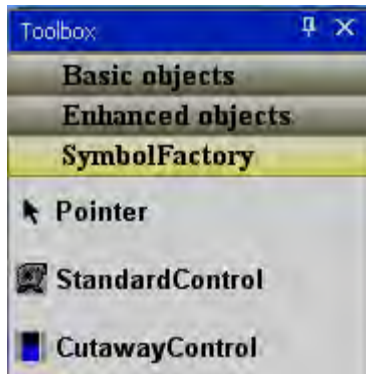 Toolbox
Basic objects
Enhanced objects
SymbolFactory
Pointer
StandardControl
CutawayControl